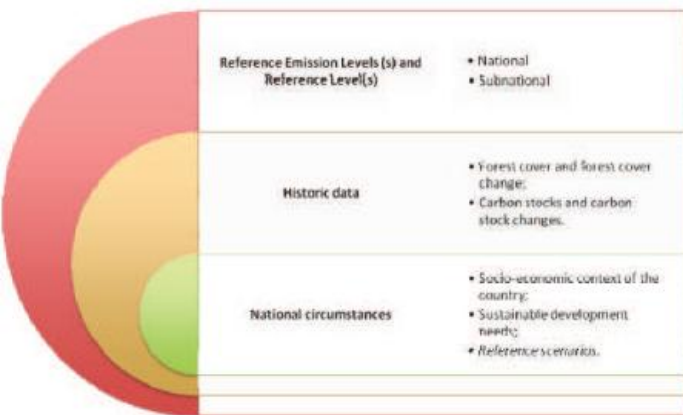 Reference Emission Levels (s) and
Reference Level(s)
• National
• Subnational
Historic data
• Forest cover and forest cover
change;
• Carbon stocks and carbon
stock changes.
National circumstances
• Socio-economic context of the
country;
• Sustainable development
needs;
• Reference scenarios.